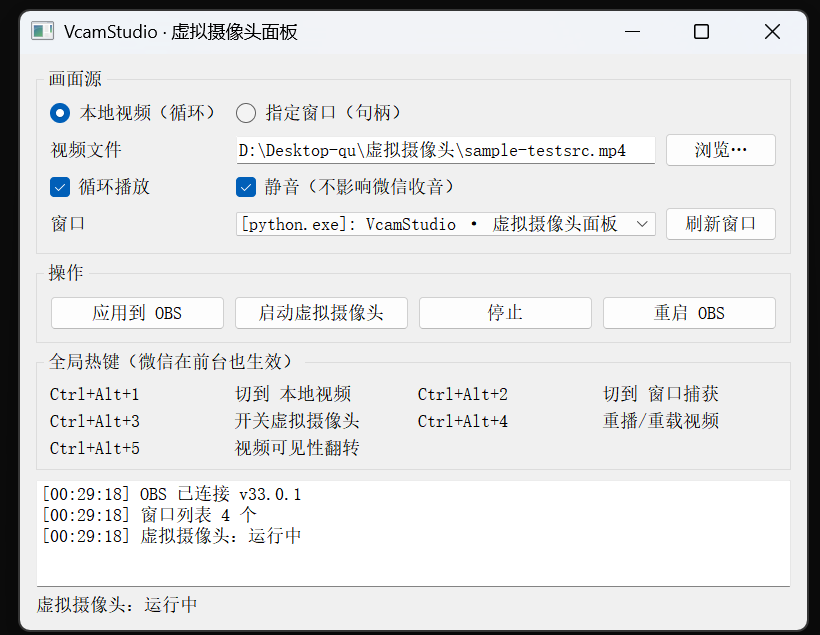 VcamStudio · 虚拟摄像头面板
画面源
本地视频（循环） 指定窗口（句柄）
视频文件 D:\Desktop-qu\虚拟摄像头\sample-testsrc.mp4 浏览…
循环播放 静音（不影响微信收音）
窗口 [python.exe]: VcamStudio • 虚拟摄像头面板 刷新窗口
操作
应用到 OBS 启动虚拟摄像头 停止 重启 OBS
全局热键（微信在前台也生效）
Ctrl+Alt+1 切到 本地视频 Ctrl+Alt+2 切到 窗口捕获
Ctrl+Alt+3 开关虚拟摄像头 Ctrl+Alt+4 重播/重载视频
Ctrl+Alt+5 视频可见性翻转
[00:29:18] OBS 已连接 v33.0.1
[00:29:18] 窗口列表 4 个
[00:29:18] 虚拟摄像头: 运行中
虚拟摄像头: 运行中